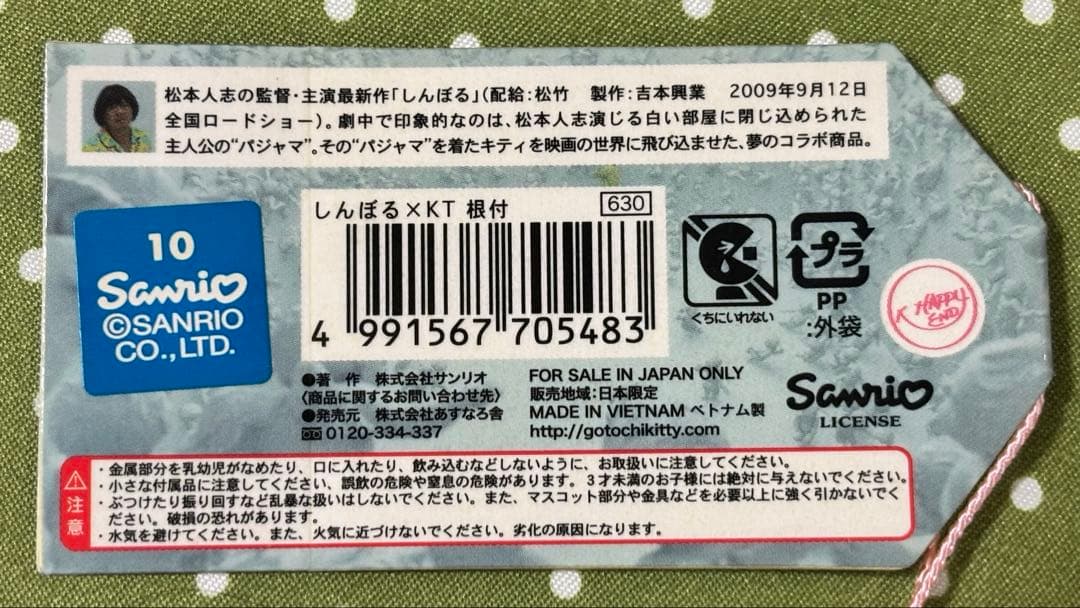 松本人志の監督・主演最新作「しんぼる」（配給：松竹　製作：吉本興業　2009年9月12日
全国ロードショー）。劇中で印象的なのは、松本人志演じる白い部屋に閉じ込められた
主人公の“パジャマ”。その“パジャマ”を着たキティを映画の世界に飛び込ませた、夢のコラボ商品。
10
Sanrio
©SANRIO
CO.,LTD.
しんぼる×KT 根付
630
4 991567 705483
くちにいれない
プラ
PP
:外袋
HAPPY
END
●著　作　株式会社サンリオ
〈商品に関するお問い合わせ先〉
●発売元　株式会社あすなろ舎
0120-334-337
FOR SALE IN JAPAN ONLY
販売地域：日本限定
MADE IN VIETNAM ベトナム製
http://gotochikitty.com
Sanrio
LICENSE
注意
・金属部分を乳幼児がなめたり、口に入れたり、飲み込むなどしないように、お取扱いに注意してください。
・小さな付属品に注意してください、誤飲の危険や窒息の危険があります。3才未満のお子様には絶対に与えないでください。
・ぶつけたり振り回すなど乱暴な扱いはしないでください。また、マスコット部分や金具などを必要以上に強く引かないでく
ださい。破損の恐れがあります。
・水気を避けてください。また、火気に近づけないでください。劣化の原因になります。